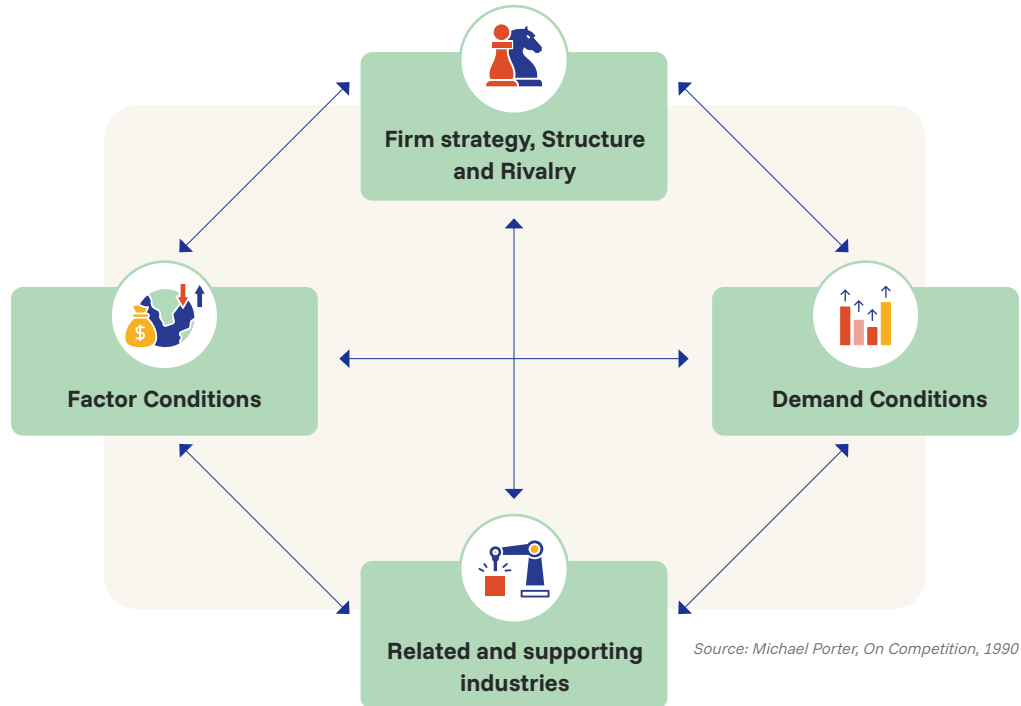 Firm strategy, Structure
and Rivalry
$
Factor Conditions
Demand Conditions
Related and supporting
industries
Source: Michael Porter, On Competition, 1990